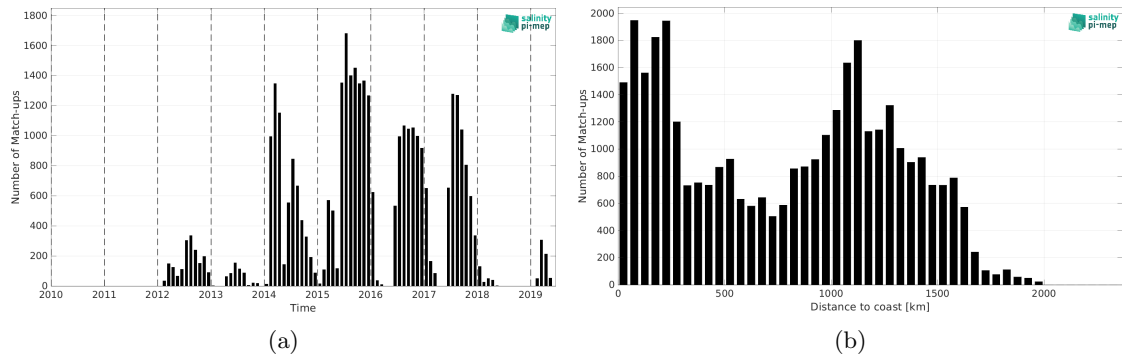 1800
1600
1400
1200
1000
800
600
400
200
0
Number of Match-ups
2010 2011 2012 2013 2014 2015 2016 2017 2018 2019
Time
salinity
pi-mep
(a)
2000
1800
1600
1400
1200
1000
800
600
400
200
0
Number of Match-ups
0 500 1000 1500 2000
Distance to coast [km]
salinity
pi-mep
(b)